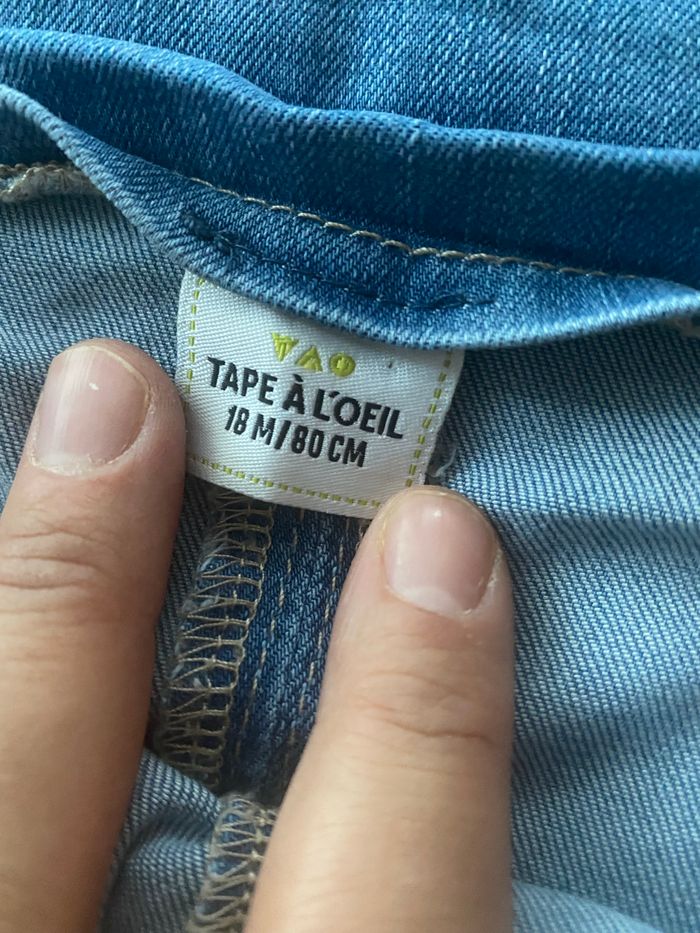 TAPE À L'OEIL
18 M/80 CM